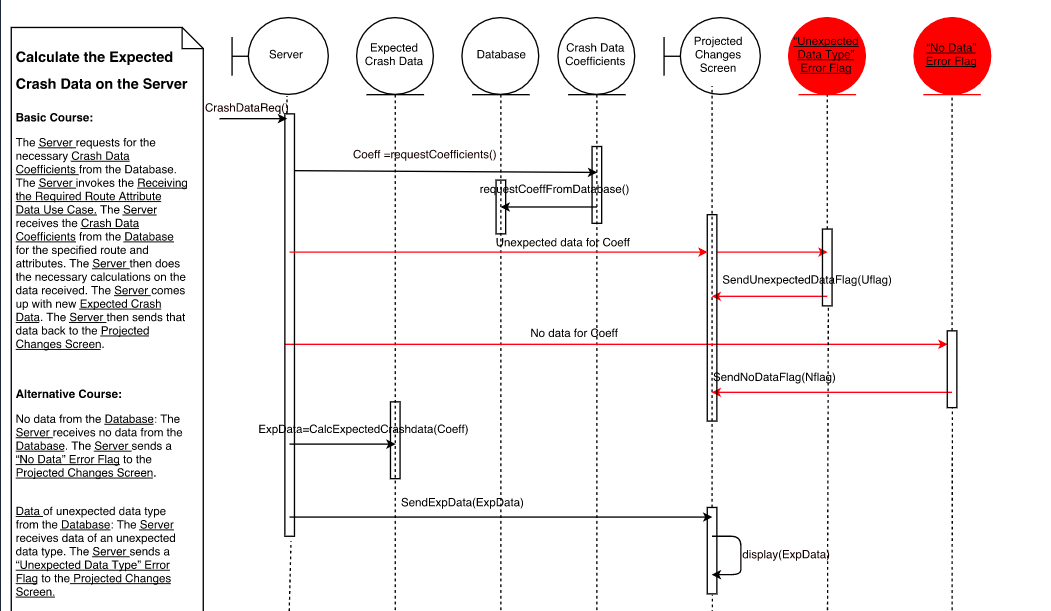 Calculate the Expected
Crash Data on the Server
Basic Course:
The Server requests for the
necessary Crash Data
Coefficients from the Database.
The Server invokes the Receiving
the Required Route Attribute
Data Use Case. The Server
receives the Crash Data
Coefficients from the Database
for the specified route and
attributes. The Server then does
the necessary calculations on the
data received. The Server comes
up with new Expected Crash
Data. The Server then sends that
data back to the Projected
Changes Screen.
Alternative Course:
No data from the Database: The
Server receives no data from the
Database. The Server sends a
“No Data” Error Flag to the
Projected Changes Screen.
Data of unexpected data type
from the Database: The Server
receives data of an unexpected
data type. The Server sends a
“Unexpected Data Type” Error
Flag to the Projected Changes
Screen.
Server
Expected
Crash Data
Database
Crash Data
Coefficients
Projected
Changes
Screen
“Unexpected
Data Type”
Error Flag
“No Data”
Error Flag
CrashDataReq()
Coeff =requestCoefficients()
requestCoeffFromDatabase()
Unexpected data for Coeff
SendUnexpectedDataFlag(Uflag)
No data for Coeff
SendNoDataFlag(Nflag)
ExpData=CalcExpectedCrashdata(Coeff)
SendExpData(ExpData)
display(ExpData)